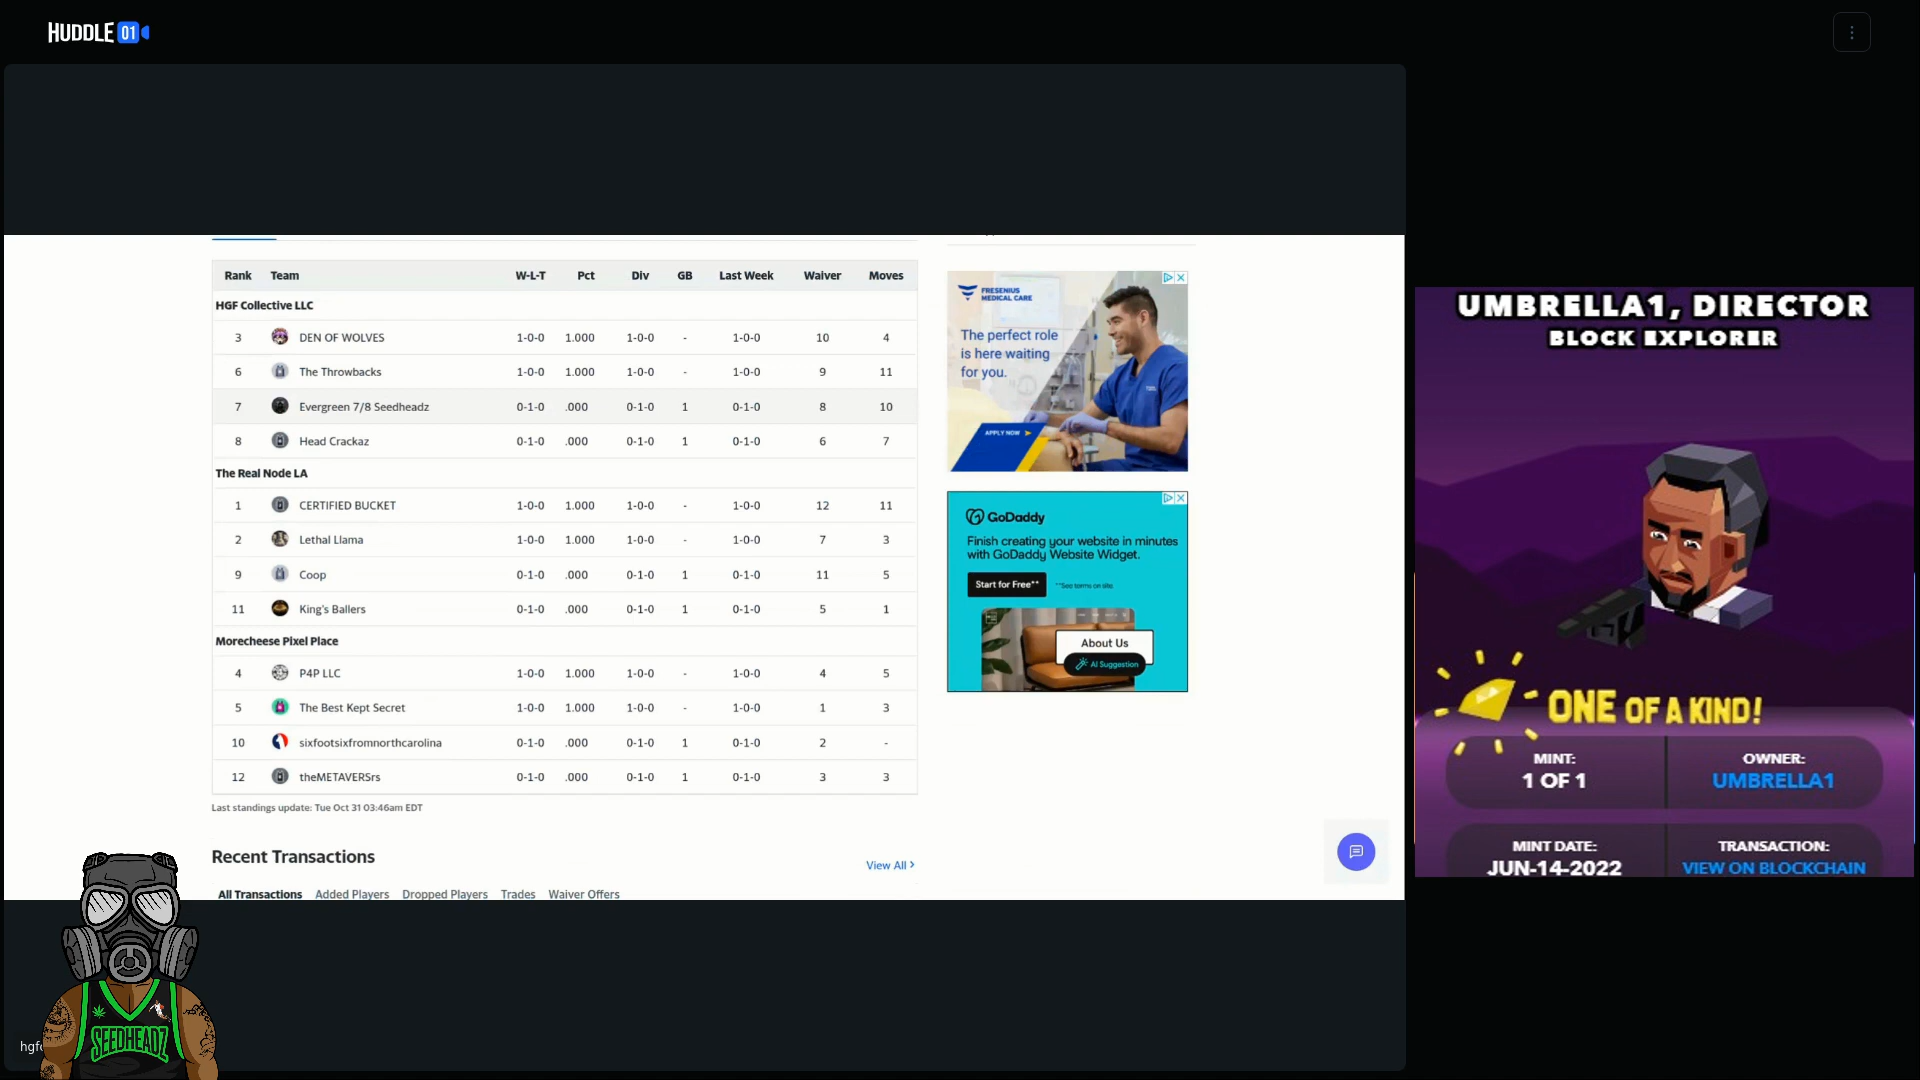 HUDDLE 01
Rank Team W-L-T Pct Div GB Last Week Waiver Moves
HGF Collective LLC
3 DEN OF WOLVES 1-0-0 1.000 1-0-0 - 1-0-0 10 4
6 The Throwbacks 1-0-0 1.000 1-0-0 - 1-0-0 9 11
7 Evergreen 7/8 Seedheadz 0-1-0 .000 0-1-0 1 0-1-0 8 10
8 Head Crackaz 0-1-0 .000 0-1-0 1 0-1-0 6 7
The Real Node LA
1 CERTIFIED BUCKET 1-0-0 1.000 1-0-0 - 1-0-0 12 11
2 Lethal Llama 1-0-0 1.000 1-0-0 - 1-0-0 7 3
9 Coop 0-1-0 .000 0-1-0 1 0-1-0 11 5
11 King's Ballers 0-1-0 .000 0-1-0 1 0-1-0 5 1
Morecheese Pixel Place
4 P4P LLC 1-0-0 1.000 1-0-0 - 1-0-0 4 5
5 The Best Kept Secret 1-0-0 1.000 1-0-0 - 1-0-0 1 3
10 sixfootsixfromnorthcarolina 0-1-0 .000 0-1-0 1 0-1-0 2 -
12 theMETAVERSrs 0-1-0 .000 0-1-0 1 0-1-0 3 3
Last standings update: Tue Oct 31 03:46am EDT
Recent Transactions
View All >
All Transactions Added Players Dropped Players Trades Waiver Offers
FRESENIUS
MEDICAL CARE
The perfect role
is here waiting
for you.
APPLY NOW
GoDaddy
Finish creating your website in minutes
with GoDaddy Website Widget.
Start for Free** **See terms on site
About Us
AI Suggestion
UMBRELLA1, DIRECTOR
BLOCK EXPLORER
ONE OF A KIND!
MINT:
1 OF 1
OWNER:
UMBRELLA1
MINT DATE:
JUN-14-2022
TRANSACTION:
VIEW ON BLOCKCHAIN
SEEDHEADZ